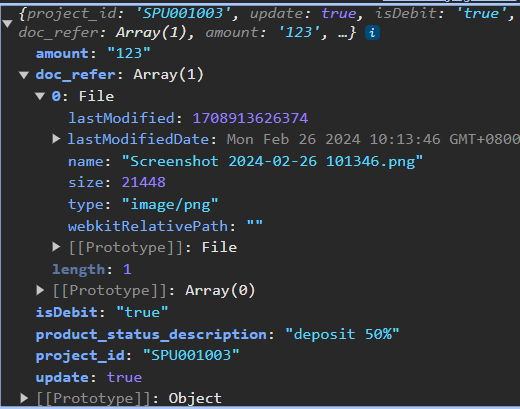 {project_id: 'SPU001003', update: true, isDebit: 'true',
doc_refer: Array(1), amount: '123', …} i
amount: "123"
doc_refer: Array(1)
0: File
lastModified: 1708913626374
lastModifiedDate: Mon Feb 26 2024 10:13:46 GMT+0800
name: "Screenshot 2024-02-26 101346.png"
size: 21448
type: "image/png"
webkitRelativePath: ""
[[Prototype]]: File
length: 1
[[Prototype]]: Array(0)
isDebit: "true"
product_status_description: "deposit 50%"
project_id: "SPU001003"
update: true
[[Prototype]]: Object